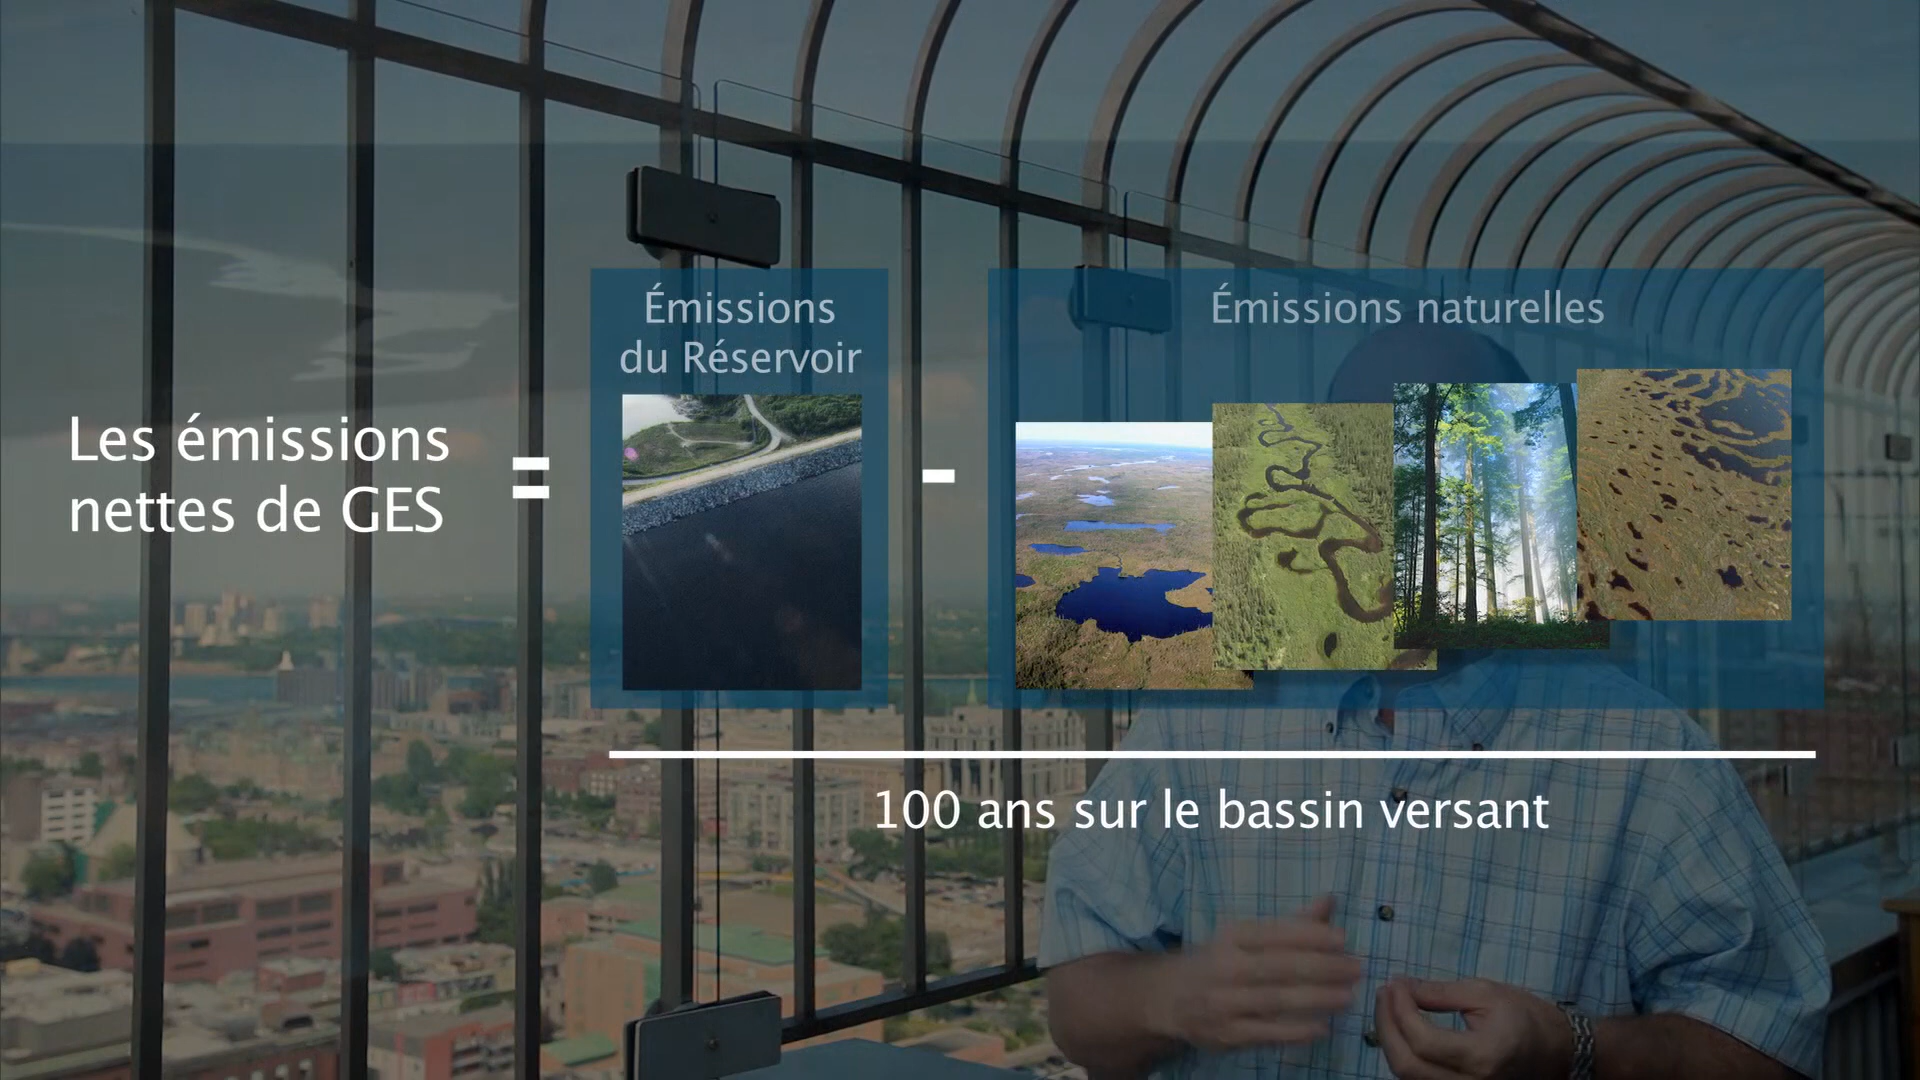 Les émissions
nettes de GES
=
Émissions
du Réservoir
-
Émissions naturelles
100 ans sur le bassin versant